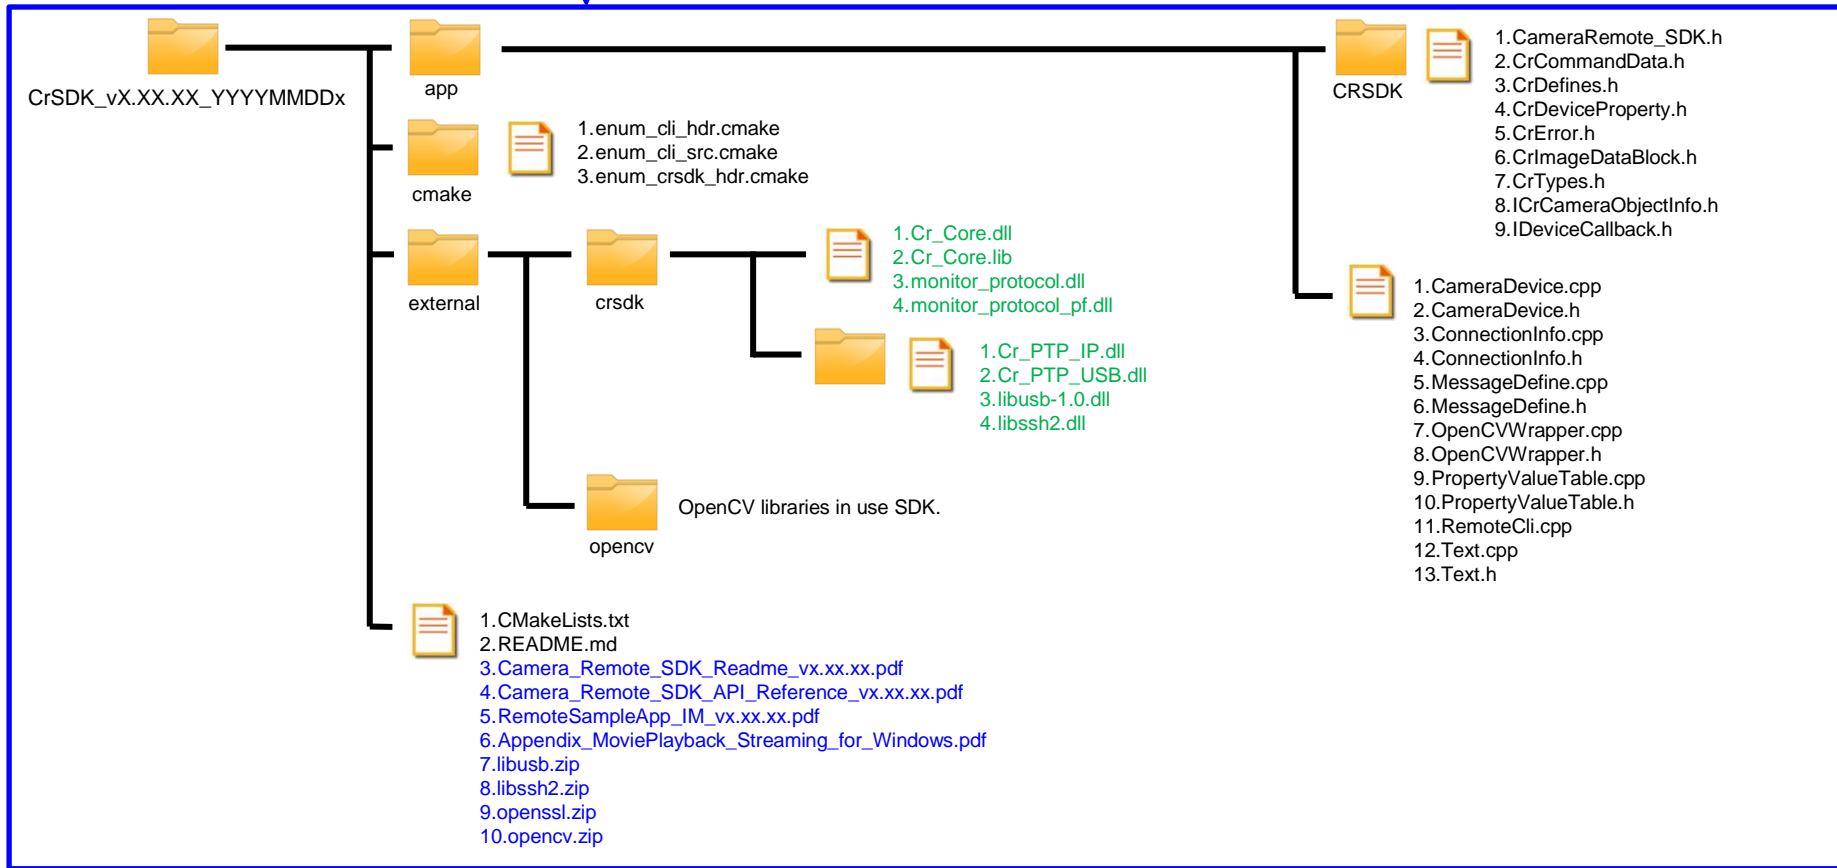 CrSDK_vX.XX.XX_YYYYMMDDx
app
cmake
1.enum_cli_hdr.cmake
2.enum_cli_src.cmake
3.enum_crsdk_hdr.cmake
external
crsdk
1.Cr_Core.dll
2.Cr_Core.lib
3.monitor_protocol.dll
4.monitor_protocol_pf.dll
1.Cr_PTP_IP.dll
2.Cr_PTP_USB.dll
3.libusb-1.0.dll
4.libssh2.dll
opencv
OpenCV libraries in use SDK.
1.CMakeLists.txt
2.README.md
3.Camera_Remote_SDK_Readme_vx.xx.xx.pdf
4.Camera_Remote_SDK_API_Reference_vx.xx.xx.pdf
5.RemoteSampleApp_IM_vx.xx.xx.pdf
6.Appendix_MoviePlayback_Streaming_for_Windows.pdf
7.libusb.zip
8.libssh2.zip
9.openssl.zip
10.opencv.zip
CRSDK
1.CameraRemote_SDK.h
2.CrCommandData.h
3.CrDefines.h
4.CrDeviceProperty.h
5.CrError.h
6.CrImageDataBlock.h
7.CrTypes.h
8.ICrCameraObjectInfo.h
9.IDeviceCallback.h
1.CameraDevice.cpp
2.CameraDevice.h
3.ConnectionInfo.cpp
4.ConnectionInfo.h
5.MessageDefine.cpp
6.MessageDefine.h
7.OpenCVWrapper.cpp
8.OpenCVWrapper.h
9.PropertyValueTable.cpp
10.PropertyValueTable.h
11.RemoteCli.cpp
12.Text.cpp
13.Text.h